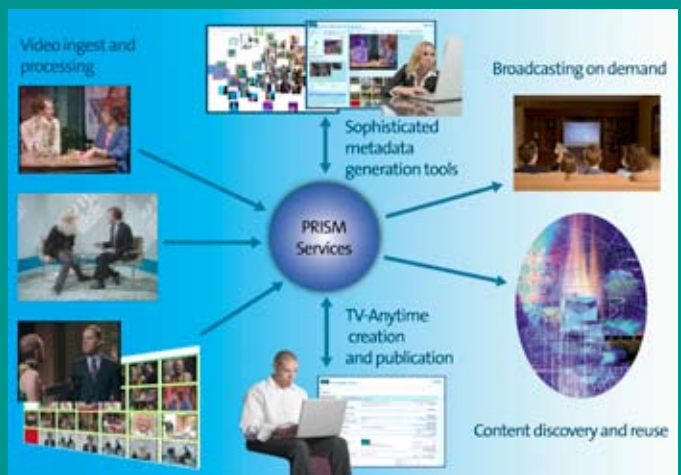 Video ingest and
processing
Sophisticated
metadata
generation tools
Broadcasting on demand
PRISM
Services
TV-Anytime
creation
and publication
Content discovery and reuse